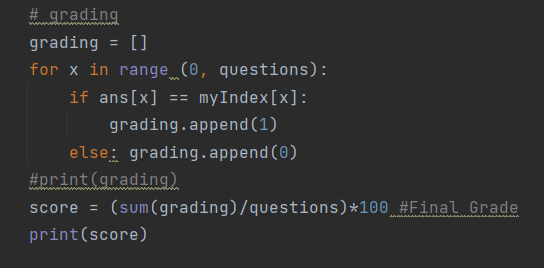 # grading
grading = []
for x in range (0, questions):
    if ans[x] == myIndex[x]:
        grading.append(1)
    else: grading.append(0)
#print(grading)
score = (sum(grading)/questions)*100 #Final Grade
print(score)